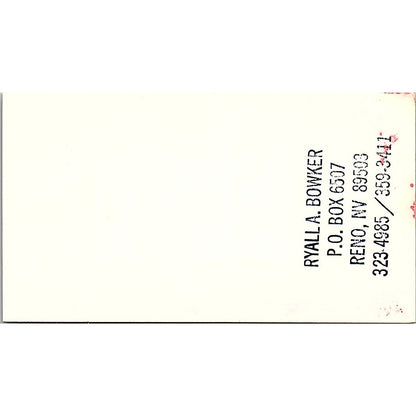 RYALL A. BOWKER
P.O. BOX 6507
RENO, NV 89503
323-4985/359-3411